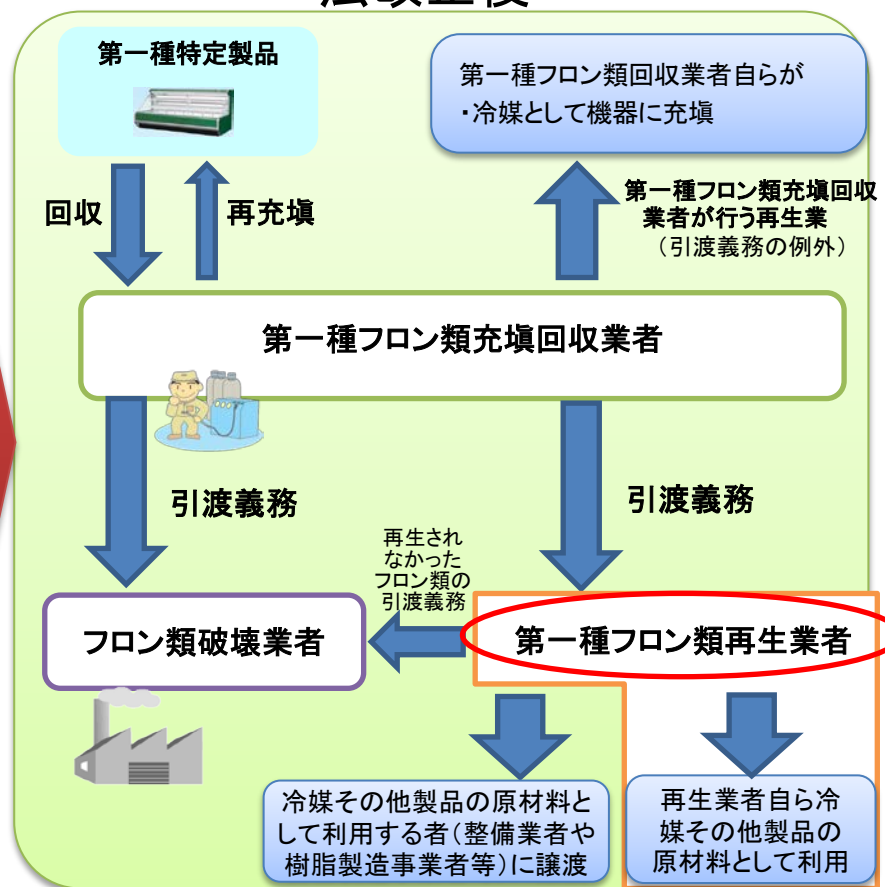 第一種特定製品
第一種フロン類回収業者自らが
・冷媒として機器に充塡
回収
再充塡
第一種フロン類充塡回収
業者が行う再生業
（引渡義務の例外）
第一種フロン類充塡回収業者
引渡義務
引渡義務
再生され
なかった
フロン類の
引渡義務
フロン類破壊業者
第一種フロン類再生業者
冷媒その他製品の原材料と
して利用する者（整備業者や
樹脂製造事業者等）に譲渡
再生業者自ら冷
媒その他製品の
原材料として利用